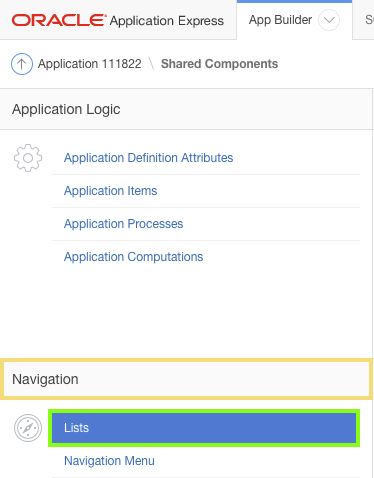 ORACLE Application Express App Builder
Application 111822 \ Shared Components
Application Logic
Application Definition Attributes
Application Items
Application Processes
Application Computations
Navigation
Lists
Navigation Menu